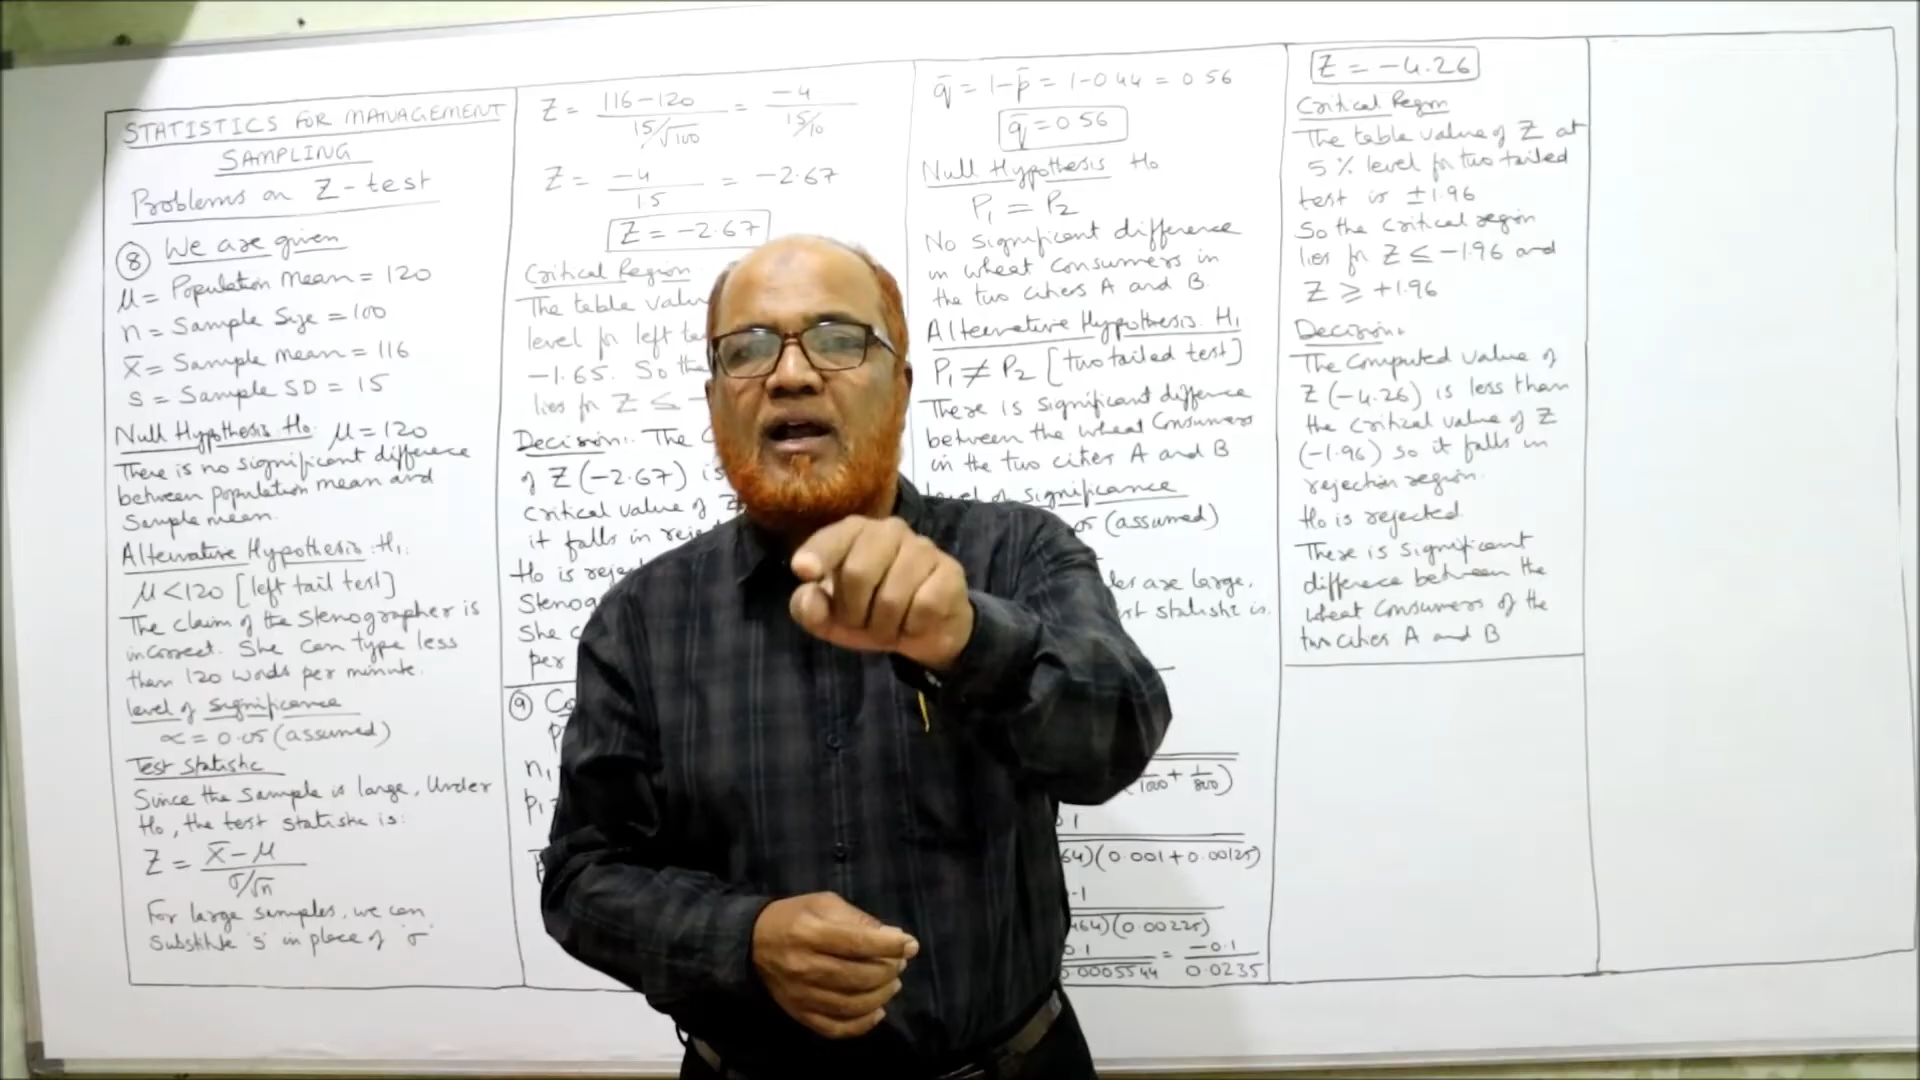 STATISTICS FOR MANAGEMENT
SAMPLING
Problems on Z-test
⑧ We are given
μ = Population Mean = 120
n = Sample Size = 100
x̄ = Sample Mean = 116
s = Sample SD = 15
Null Hypothesis H₀: μ = 120
There is no significant difference
between population mean and
Sample mean.
Alternative Hypothesis: H₁.
μ < 120 [left tail test]
The claim of the Stenographer is
incorrect. She can type less
than 120 words per minute.
level of significance
α = 0.05 (assumed)
Test Statistic
Since the Sample is large, Under
H₀, the test statistic is:
Z = x̄-μ / σ/√n
For large samples, we can
Substitute 's' in place of 'σ'
Z = 116-120 / 15/√100 = -4 / 15/10
Z = -4 / 1.5 = -2.67
Z = -2.67
Critical Region
The table
level for left
-1.65. So the
lies for Z ≤ -
Decision: The
of Z (-2.67) is
Critical value of Z
it falls in
H₀ is
She
per
⑨
n₁
p₁
q̄ = 1-p̄ = 1-0.44 = 0.56
q̄ = 0.56
Null Hypothesis H₀
P₁ = P₂
No significant difference
in wheat Consumers in
the two cities A and B.
Alternative Hypothesis. H₁
P₁ ≠ P₂ [two tailed test]
There is significant difference
between the wheat Consumers
in the two cities A and B
level of significance
(assumed)
are large,
statistic is.
1/1000 + 1/800)
(0.001 + 0.00125)
(0.00225)
= -0.1 / 0.0235
Z = -4.26
Critical Region
The table value of Z at
5% level for two tailed
test is ±1.96
So the critical region
lies for Z ≤ -1.96 and
Z ≥ +1.96
Decision:
The Computed value of
Z (-4.26) is less than
the critical value of Z
(-1.96) so it falls in
rejection region.
H₀ is rejected
There is significant
difference between the
wheat Consumers of the
two cities A and B